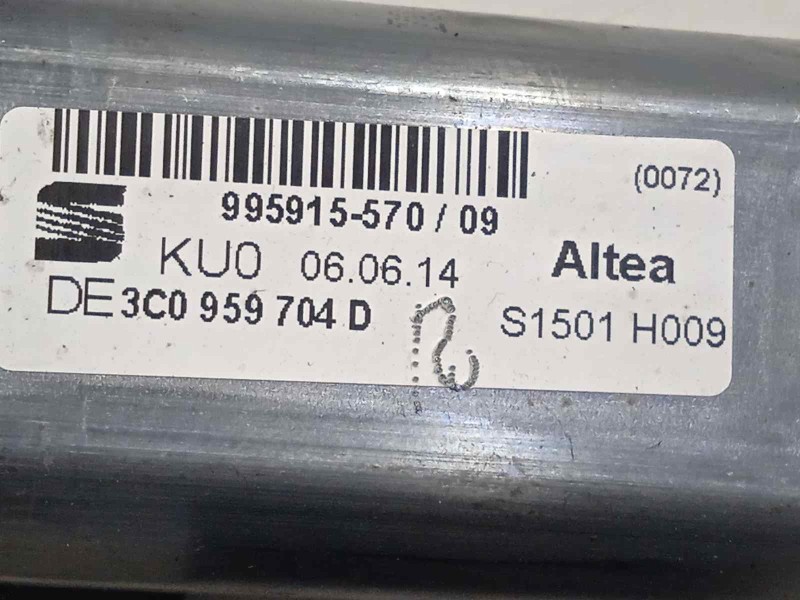 (0072)
995915-570 / 09
KU0 06.06.14 Altea
DE 3C0 959 704 D S1501 H009